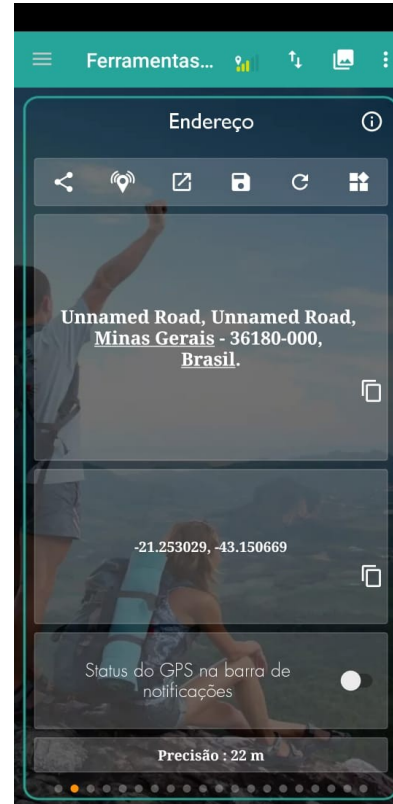 Ferramentas...
Endereço
Unnamed Road, Unnamed Road,
Minas Gerais - 36180-000,
Brasil.
-21.253029, -43.150669
Status do GPS na barra de
notificações
Precisão : 22 m